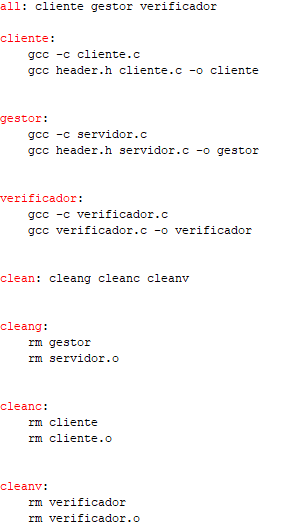 all: cliente gestor verificador
cliente:
gcc -c cliente.c
gcc header.h cliente.c -o cliente
gestor:
gcc -c servidor.c
gcc header.h servidor.c -o gestor
verificador:
gcc -c verificador.c
gcc verificador.c -o verificador
clean: cleang cleanc cleanv
cleang:
rm gestor
rm servidor.o
cleanc:
rm cliente
rm cliente.o
cleanv:
rm verificador
rm verificador.o